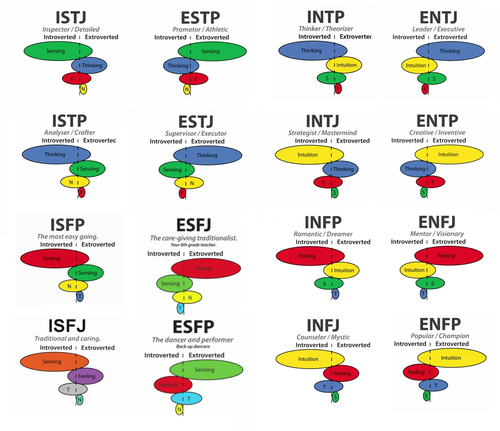 ISTJ
Inspector / Detailed
Introverted Extroverted
Sensing
Thinking
F
N
ESTP
Promotor / Athletic
Introverted Extroverted
Sensing
Thinking
F
N
INTP
Thinker / Theorizer
Introverted Extroverted
Thinking
Intuition
S
F
ENTJ
Leader / Executive
Introverted Extroverted
Thinking
Intuition
S
F
ISTP
Analyser / Crafter
Introverted Extroverted
Thinking
Sensing
N
F
ESTJ
Supervisor / Executor
Introverted Extroverted
Thinking
Sensing
N
F
INTJ
Strategist / Mastermind
Introverted Extroverted
Intuition
Thinking
F
S
ENTP
Creative / Inventive
Introverted Extroverted
Intuition
Thinking
F
S
ISFP
The most easy going.
Introverted Extroverted
Feeling
Sensing
N
T
ESFJ
The care-giving traditionalist.
Your 6th grade teacher.
Introverted Extroverted
Feeling
Sensing
N
T
INFP
Romantic / Dreamer
Introverted Extroverted
Feeling
Intuition
S
T
ENFJ
Mentor / Visionary
Introverted Extroverted
Feeling
Intuition
S
T
ISFJ
Traditional and caring.
Introverted Extroverted
Sensing
Feeling
T
N
ESFP
The dancer and performer
Back up dancers
Introverted Extroverted
Sensing
Feeling
T
N
INFJ
Counselor / Mystic
Introverted Extroverted
Intuition
Feeling
T
S
ENFP
Popular / Champion
Introverted Extroverted
Intuition
Feeling
T
S